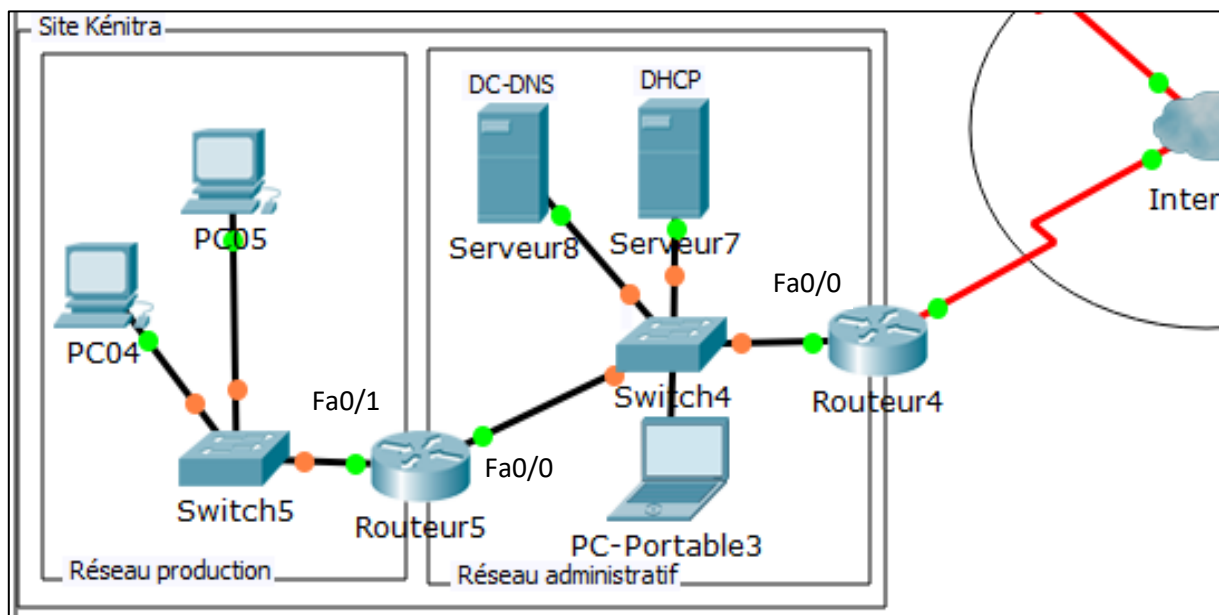 Site Kénitra
DC-DNS
DHCP
PC05
Serveur8
Serveur7
Inter
Fa0/0
PC04
Switch4
Routeur4
Fa0/1
Fa0/0
Switch5
Routeur5
PC-Portable3
Réseau production
Réseau administratif